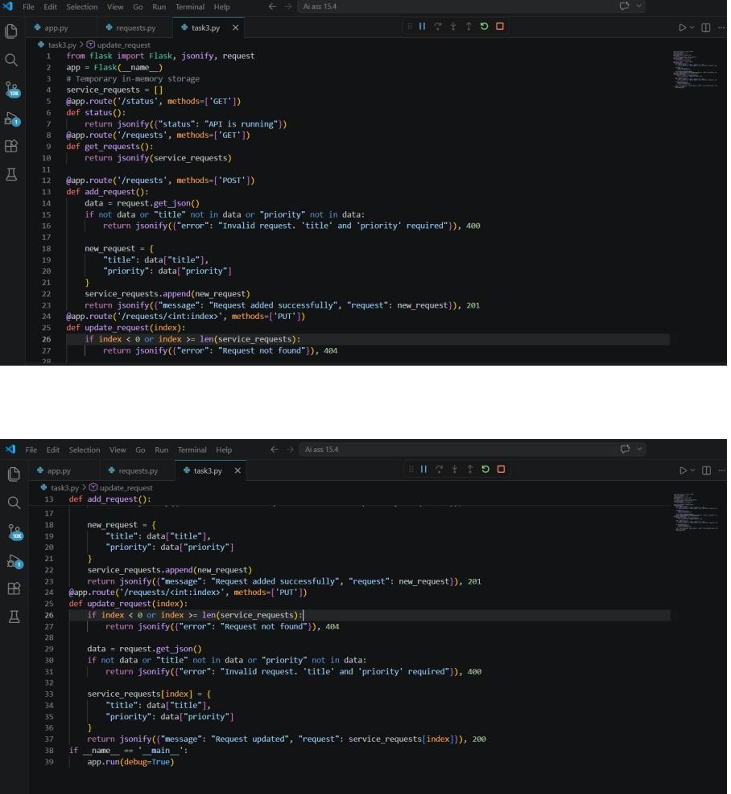 File Edit Selection View Go Run Terminal Help Ai ass 15.4
app.py requests.py task3.py
task3.py > update_request
1 from flask import Flask, jsonify, request
2 app = Flask(__name__)
3 # Temporary in-memory storage
4 service_requests = []
5 @app.route('/status', methods=['GET'])
6 def status():
7 return jsonify({"status": "API is running"})
8 @app.route('/requests', methods=['GET'])
9 def get_requests():
10 return jsonify(service_requests)
11
12 @app.route('/requests', methods=['POST'])
13 def add_request():
14 data = request.get_json()
15 if not data or "title" not in data or "priority" not in data:
16 return jsonify({"error": "Invalid request. 'title' and 'priority' required"}), 400
17
18 new_request = {
19 "title": data["title"],
20 "priority": data["priority"]
21 }
22 service_requests.append(new_request)
23 return jsonify({"message": "Request added successfully", "request": new_request}), 201
24 @app.route('/requests/<int:index>', methods=['PUT'])
25 def update_request(index):
26 if index < 0 or index >= len(service_requests):
27 return jsonify({"error": "Request not found"}), 404
28
File Edit Selection View Go Run Terminal Help Ai ass 15.4
app.py requests.py task3.py
task3.py > update_request
13 def add_request():
17
18 new_request = {
19 "title": data["title"],
20 "priority": data["priority"]
21 }
22 service_requests.append(new_request)
23 return jsonify({"message": "Request added successfully", "request": new_request}), 201
24 @app.route('/requests/<int:index>', methods=['PUT'])
25 def update_request(index):
26 if index < 0 or index >= len(service_requests):
27 return jsonify({"error": "Request not found"}), 404
28
29 data = request.get_json()
30 if not data or "title" not in data or "priority" not in data:
31 return jsonify({"error": "Invalid request. 'title' and 'priority' required"}), 400
32
33 service_requests[index] = {
34 "title": data["title"],
35 "priority": data["priority"]
36 }
37 return jsonify({"message": "Request updated", "request": service_requests[index]}), 200
38 if __name__ == '__main__':
39 app.run(debug=True)